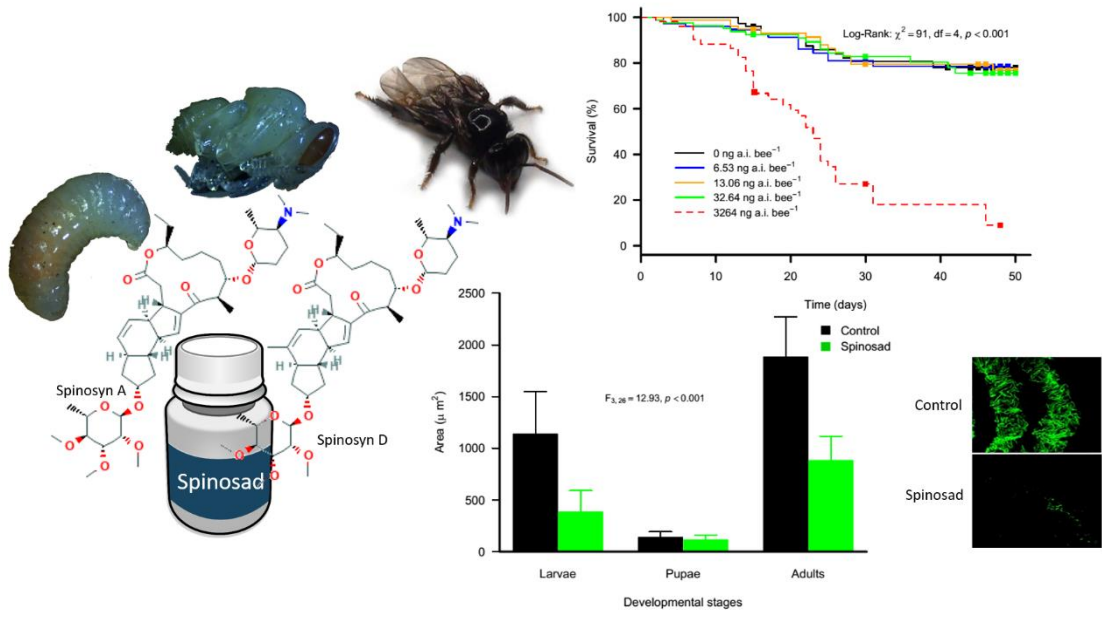 100
80
60
40
20
0
Survival (%)
Log-Rank: χ² = 91, df = 4, p < 0.001
0 ng a.i. bee⁻¹
6.53 ng a.i. bee⁻¹
13.06 ng a.i. bee⁻¹
32.64 ng a.i. bee⁻¹
3264 ng a.i. bee⁻¹
0 10 20 30 40 50
Time (days)
N
O
O
O
O
O
H
H
H
H
N
O
O
O
O
O
H
H
H
H
Spinosyn A
O
O
O
O
O
Spinosyn D
O
O
O
O
O
Spinosad
2500
2000
1500
1000
500
0
Area (μ m²)
Control
Spinosad
F₃, ₂₆ = 12.93, p < 0.001
Larvae Pupae Adults
Developmental stages
Control
Spinosad